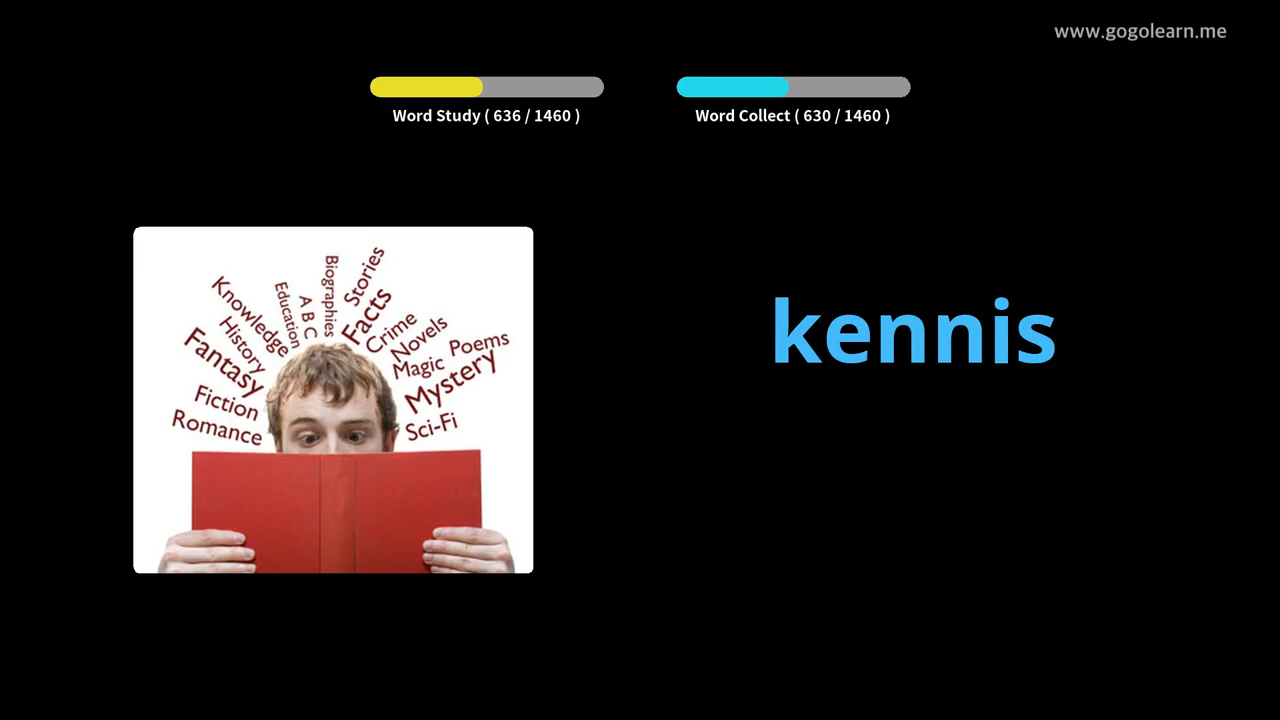 www.gogolearn.me
Word Study ( 636 / 1460 )
Word Collect ( 630 / 1460 )
Romance
Fiction
Fantasy
History
Knowledge
Education
A B C
Biographies
Stories
Facts
Crime
Novels
Magic
Poems
Mystery
Sci-Fi
kennis